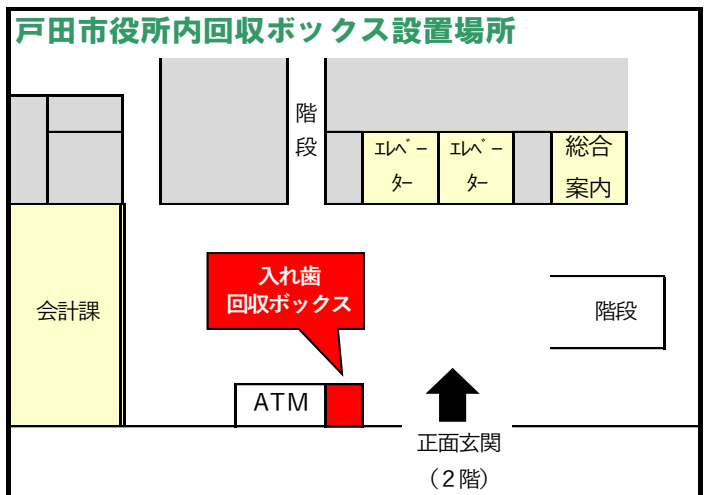 戸田市役所内回収ボックス設置場所
階
段
ｴﾚﾍﾞｰ
ﾀｰ
ｴﾚﾍﾞｰ
ﾀｰ
総合
案内
入れ歯
回収ボックス
会計課
階段
ATM
正面玄関
（２階）